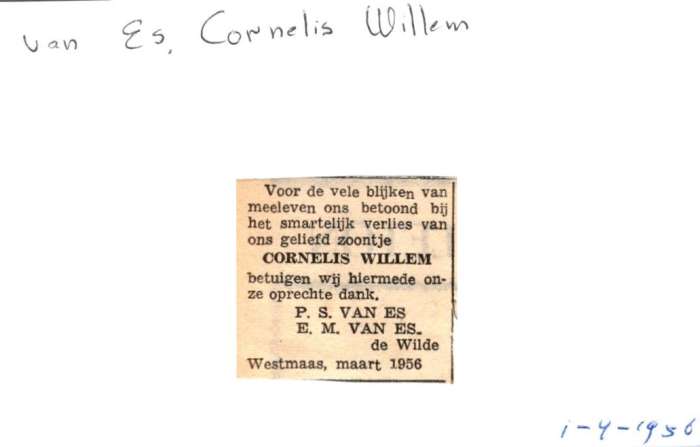 van Es, Cornelis Willem
Voor de vele blijken van
meeleven ons betoond bij
het smartelijk verlies van
ons geliefd zoontje
CORNELIS WILLEM
betuigen wij hiermede on-
ze oprechte dank.
P. S. VAN ES
E. M. VAN ES-
de Wilde
Westmaas, maart 1956
1-4-1956